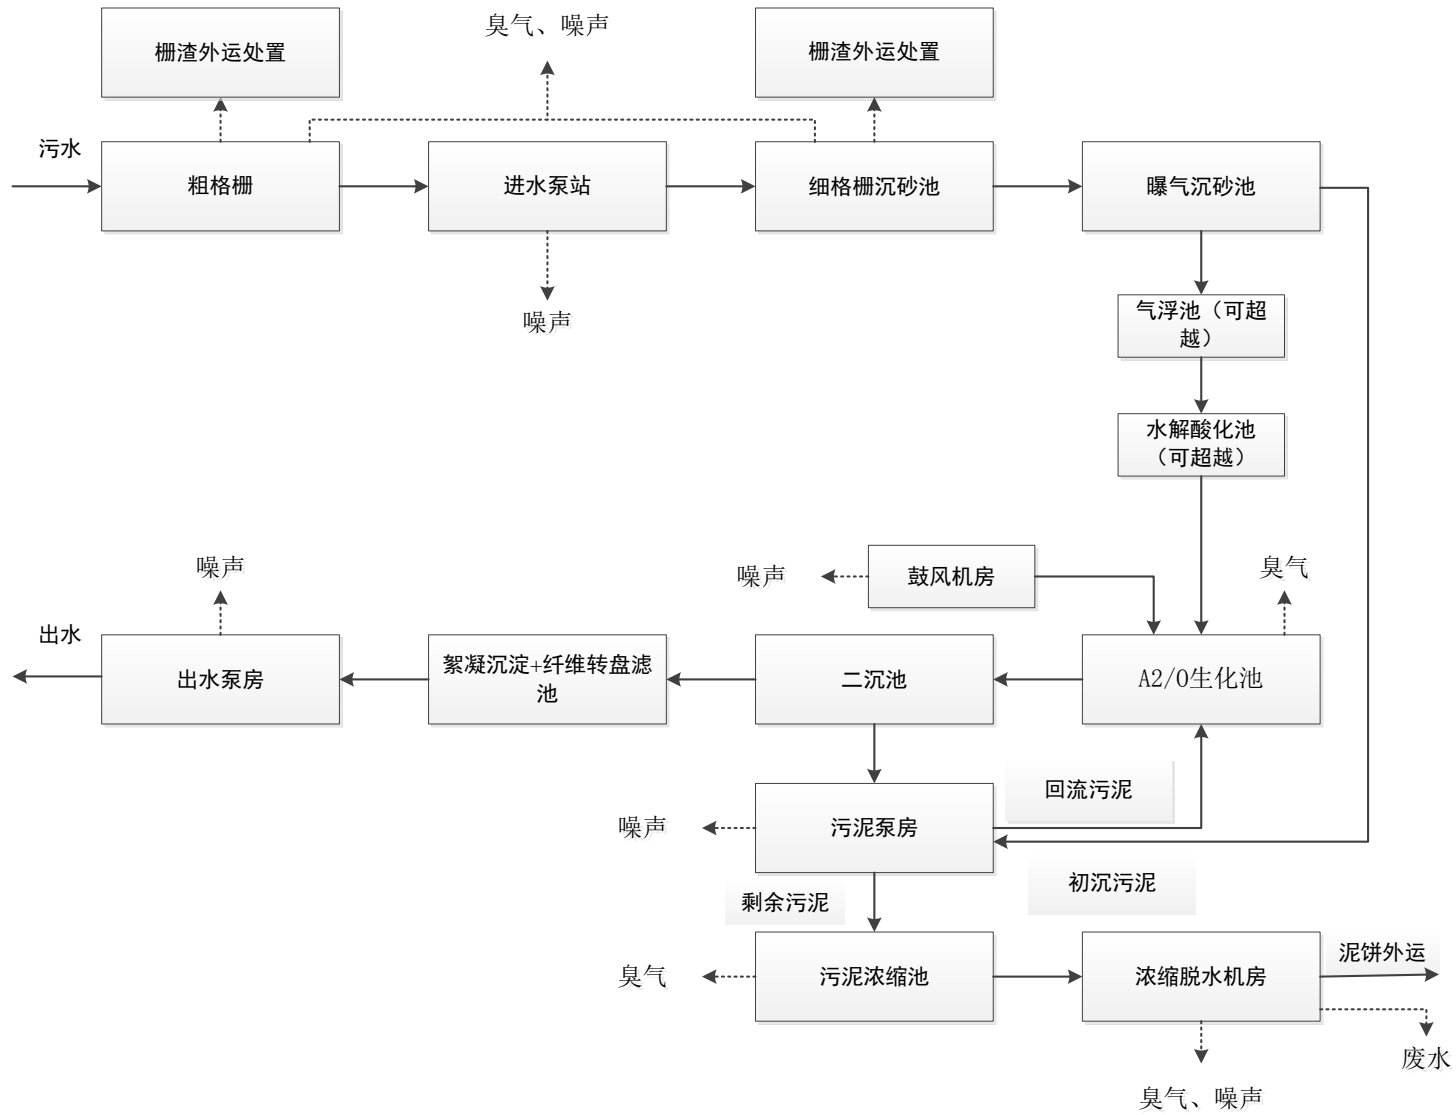 栅渣外运处置
臭气、噪声
栅渣外运处置
污水
粗格栅
进水泵站
细格栅沉砂池
曝气沉砂池
噪声
气浮池（可超
越）
水解酸化池
（可超越）
噪声
噪声
鼓风机房
臭气
出水
出水泵房
絮凝沉淀+纤维转盘滤
池
二沉池
A2/O生化池
回流污泥
噪声
污泥泵房
初沉污泥
剩余污泥
臭气
污泥浓缩池
浓缩脱水机房
泥饼外运
废水
臭气、噪声